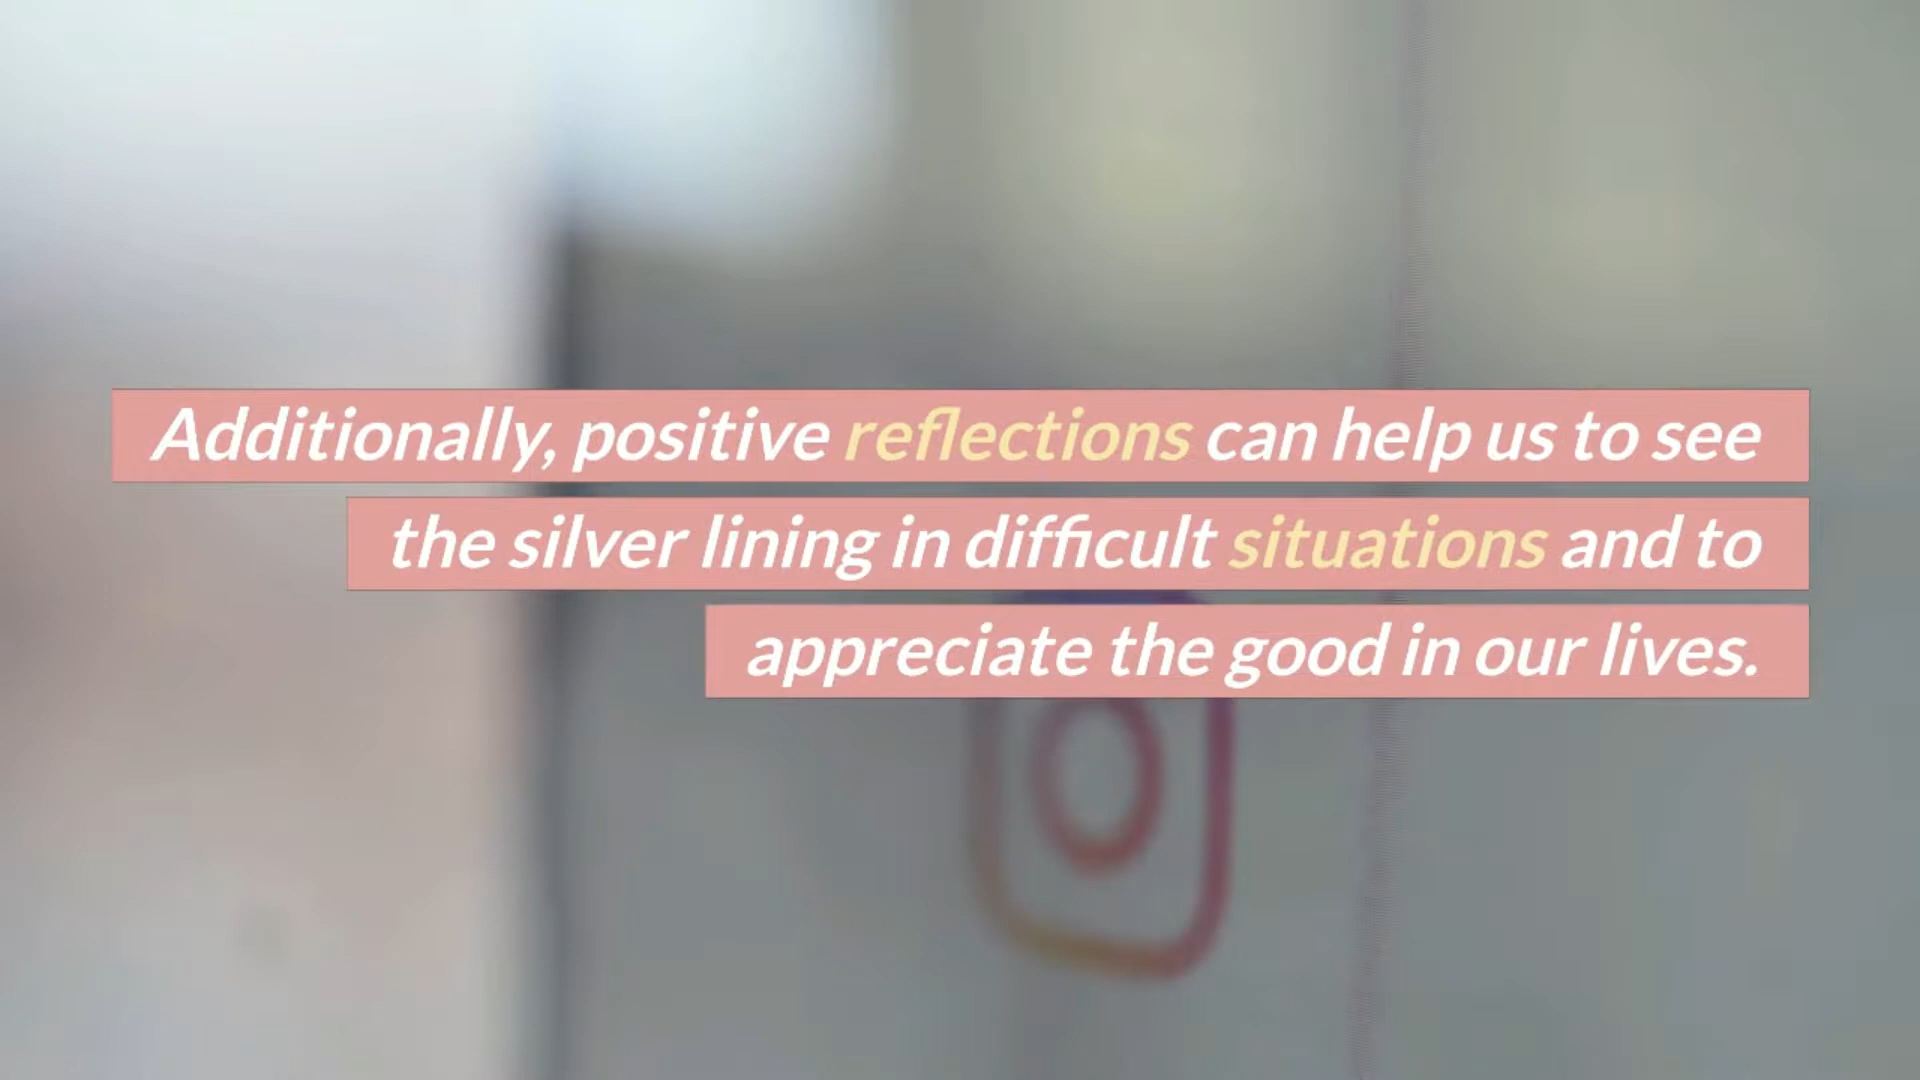 Additionally, positive reflections can help us to see
the silver lining in difficult situations and to
appreciate the good in our lives.